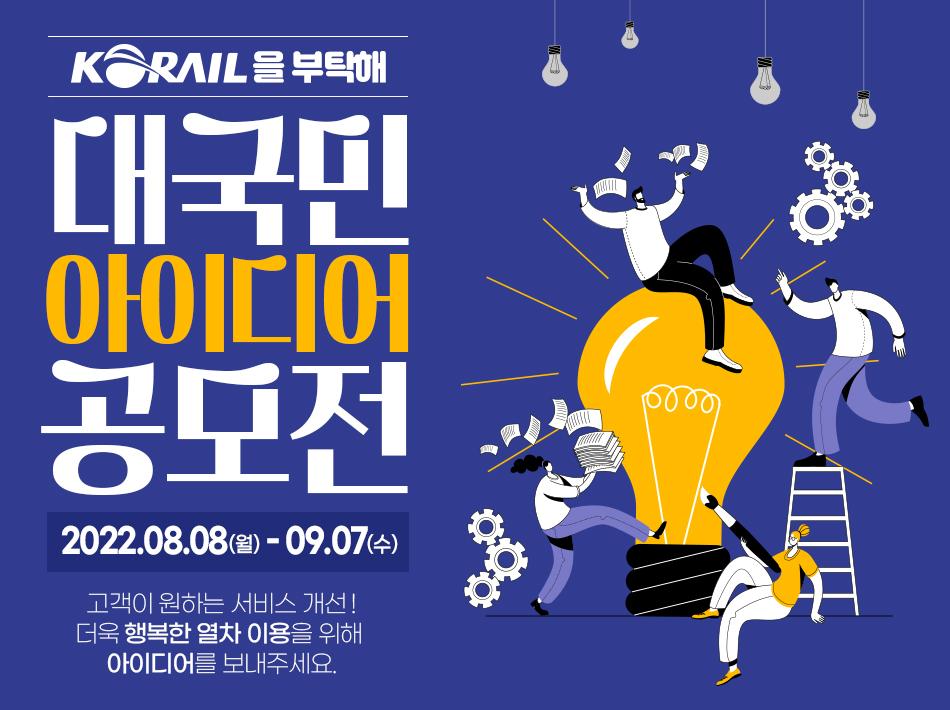 KORAIL을 부탁해
대국민
아이디어
공모전
2022.08.08(월) - 09.07(수)
고객이 원하는 서비스 개선!
더욱 행복한 열차 이용을 위해
아이디어를 보내주세요.